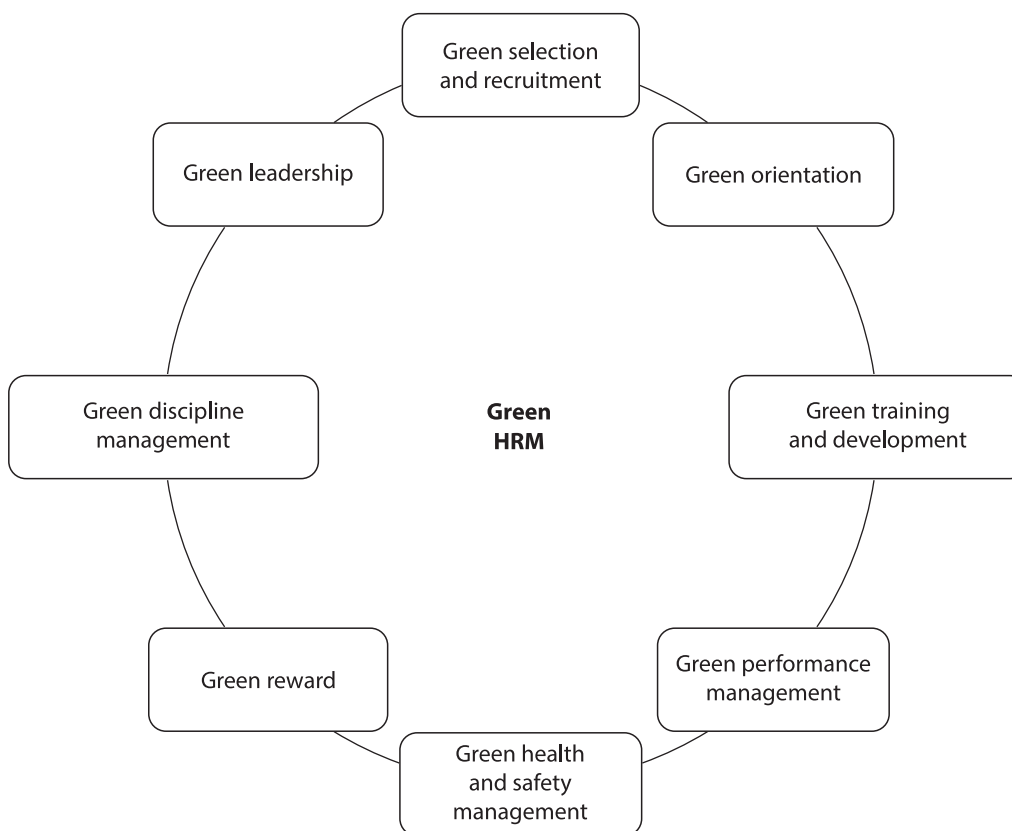 Green selection
and recruitment
Green leadership
Green orientation
Green discipline
management
Green
HRM
Green training
and development
Green reward
Green performance
management
Green health
and safety
management